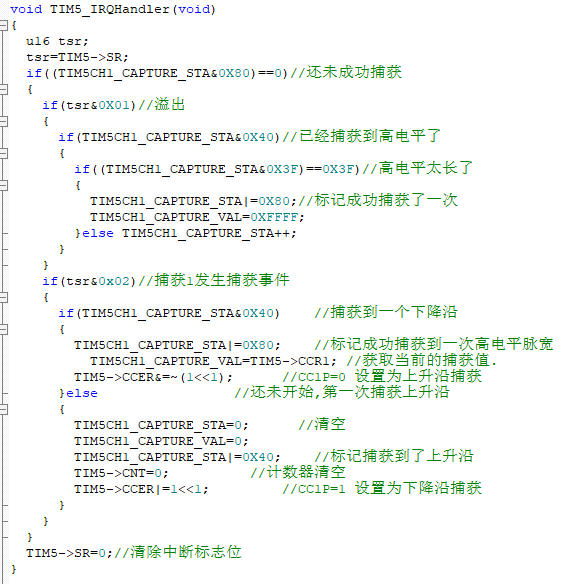 void TIM5_IRQHandler(void)
{
u16 tsr;
tsr=TIM5->SR;
if((TIM5CH1_CAPTURE_STA&0X80)==0)//还未成功捕获
{
if(tsr&0X01)//溢出
{
if(TIM5CH1_CAPTURE_STA&0X40)//已经捕获到高电平了
{
if((TIM5CH1_CAPTURE_STA&0X3F)==0X3F)//高电平太长了
{
TIM5CH1_CAPTURE_STA|=0X80;//标记成功捕获了一次
TIM5CH1_CAPTURE_VAL=0XFFFF;
}else TIM5CH1_CAPTURE_STA++;
}
}
if(tsr&0x02)//捕获1发生捕获事件
{
if(TIM5CH1_CAPTURE_STA&0X40) //捕获到一个下降沿
{
TIM5CH1_CAPTURE_STA|=0X80; //标记成功捕获到一次高电平脉宽
TIM5CH1_CAPTURE_VAL=TIM5->CCR1; //获取当前的捕获值.
TIM5->CCER&=~(1<<1); //CC1P=0 设置为上升沿捕获
}else //还未开始,第一次捕获上升沿
{
TIM5CH1_CAPTURE_STA=0; //清空
TIM5CH1_CAPTURE_VAL=0;
TIM5CH1_CAPTURE_STA|=0X40; //标记捕获到了上升沿
TIM5->CNT=0; //计数器清空
TIM5->CCER|=1<<1; //CC1P=1 设置为下降沿捕获
}
}
}
TIM5->SR=0;//清除中断标志位
}